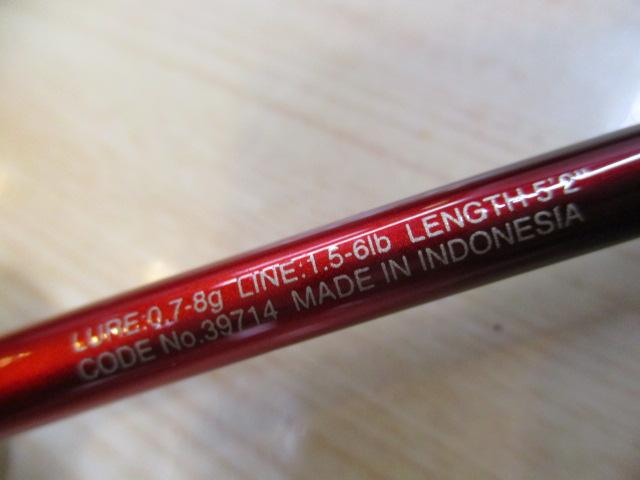 LURE:0.7-8g LINE:1.5-6lb LENGTH 5'2"
CODE No.39714 MADE IN INDONESIA